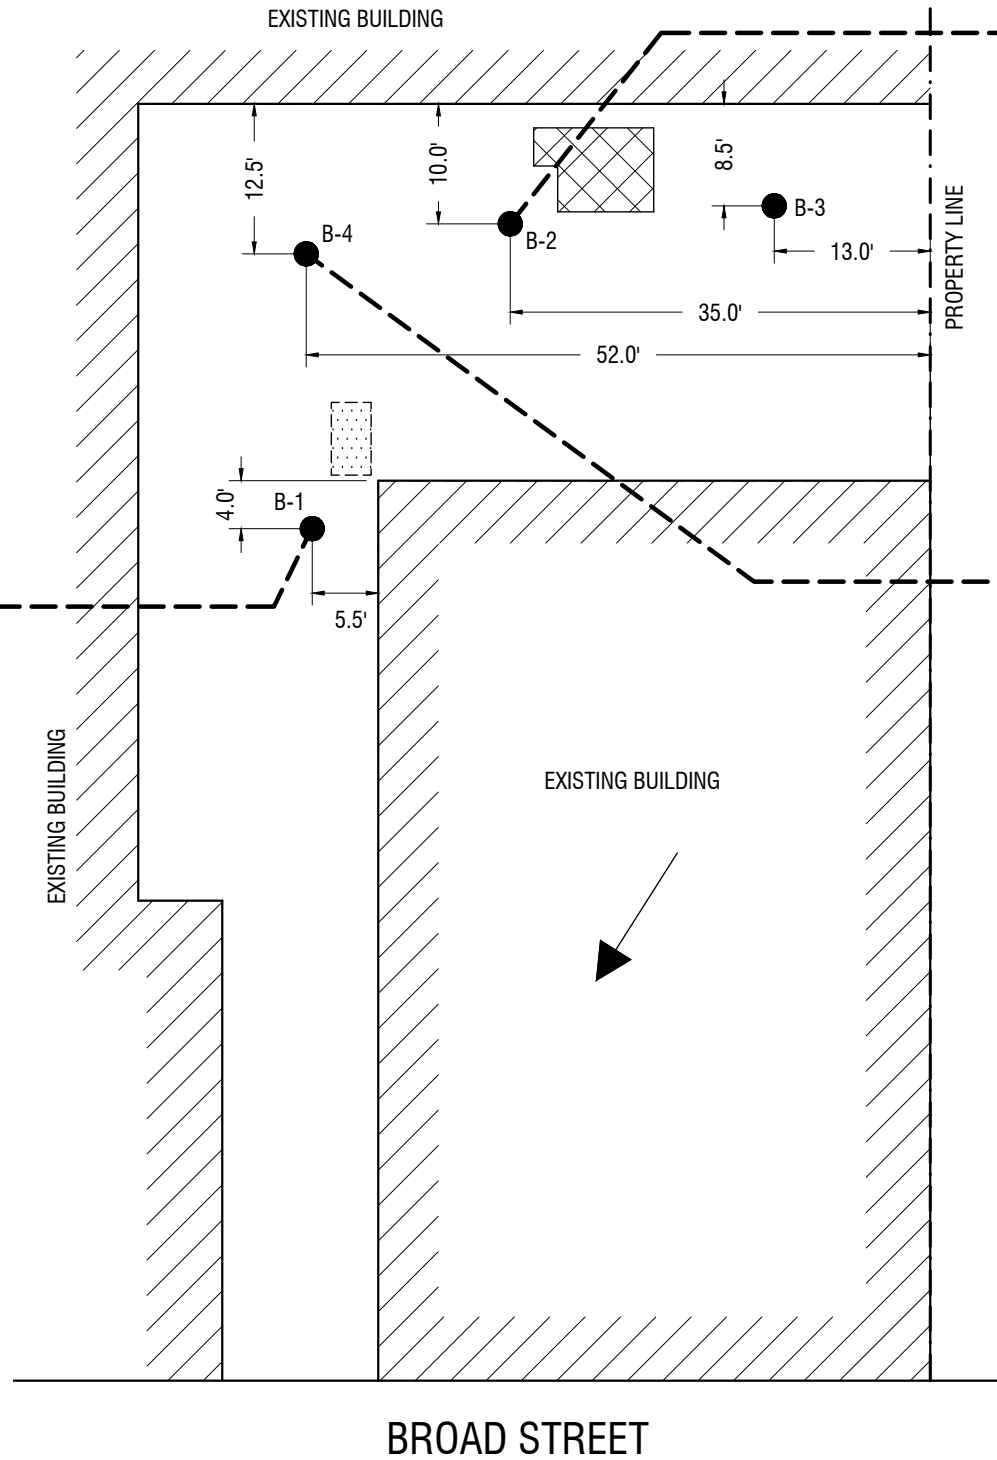 EXISTING BUILDING
12.5'
10.0'
8.5'
B-4
B-2
B-3
13.0'
PROPERTY LINE
35.0'
52.0'
4.0'
B-1
5.5'
EXISTING BUILDING
EXISTING BUILDING
BROAD STREET